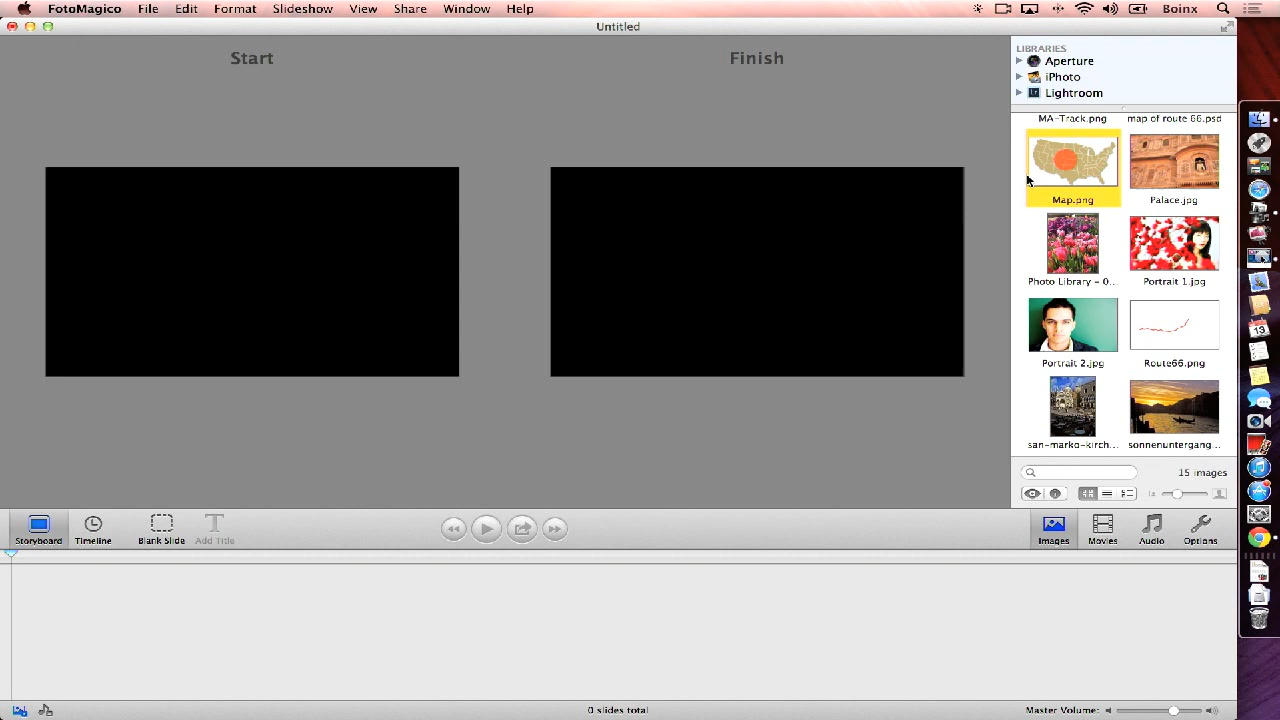 FotoMagico File Edit Format Slideshow View Share Window Help Boinx
Untitled
Start
Finish
LIBRARIES
Aperture
iPhoto
Lr Lightroom
MA-Track.png map of route 66.psd
Map.png Palace.jpg
Photo Library - 0... Portrait 1.jpg
Portrait 2.jpg Route66.png
san-marko-kirch... sonnenuntergang...
15 images
Storyboard Timeline Blank Slide Add Title
Images Movies Audio Options
0 slides total
Master Volume: